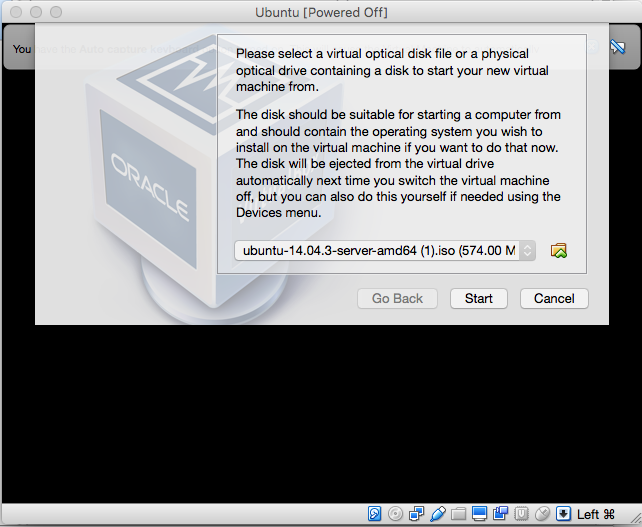 Ubuntu [Powered Off]
You have the Auto capture keyboard
Please select a virtual optical disk file or a physical
optical drive containing a disk to start your new virtual
machine from.
The disk should be suitable for starting a computer from
and should contain the operating system you wish to
install on the virtual machine if you want to do that now.
The disk will be ejected from the virtual drive
automatically next time you switch the virtual machine
off, but you can also do this yourself if needed using the
Devices menu.
ORACLE
ubuntu-14.04.3-server-amd64 (1).iso (574.00 M
Go Back
Start
Cancel
Left ⌘